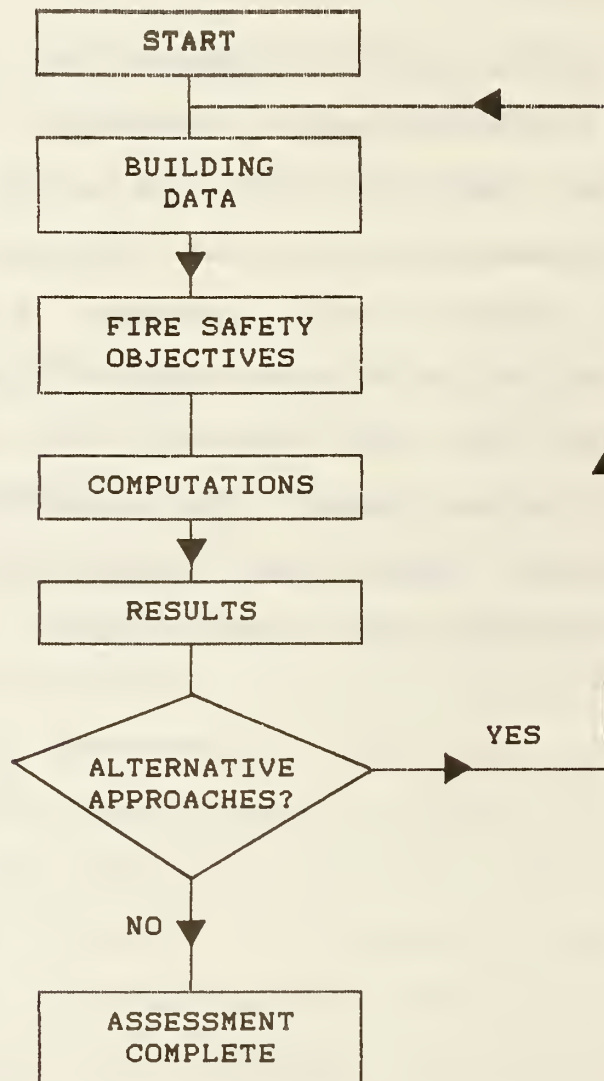 START
BUILDING
DATA
FIRE SAFETY
OBJECTIVES
COMPUTATIONS
RESULTS
ALTERNATIVE
APPROACHES?
YES
NO
ASSESSMENT
COMPLETE